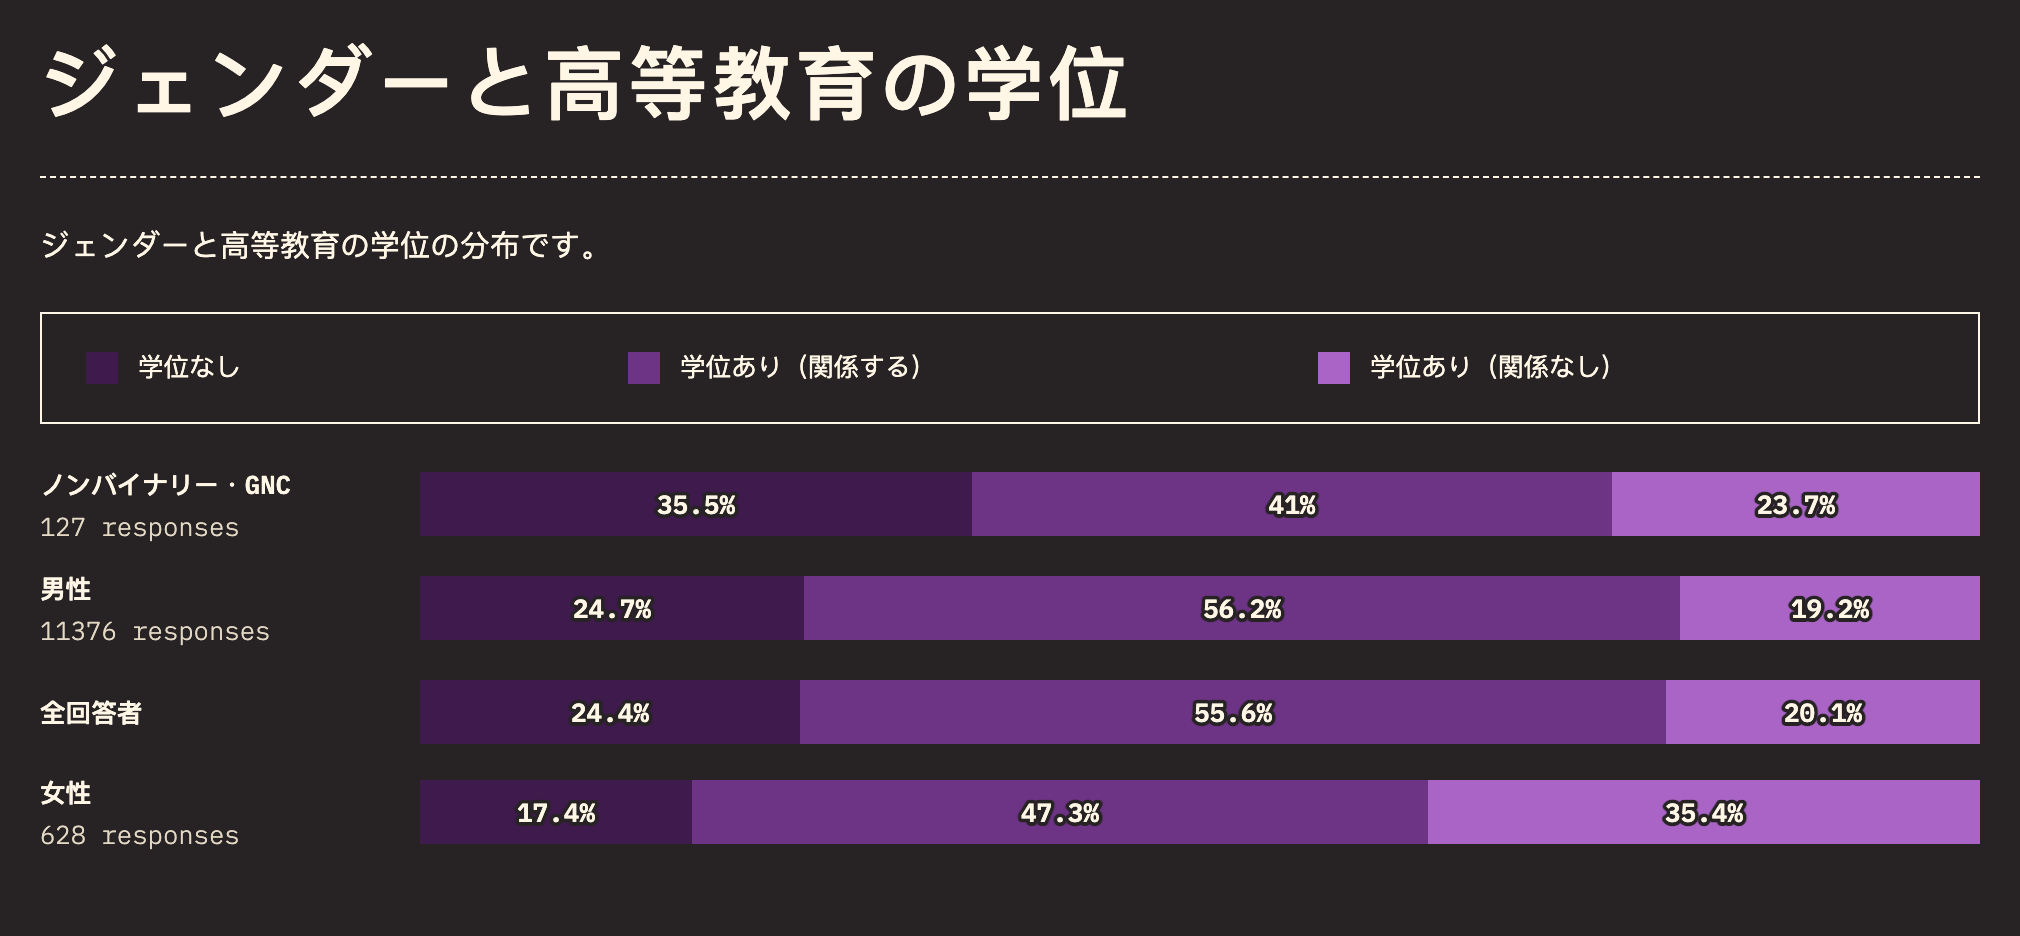 ジェンダーと高等教育の学位
ジェンダーと高等教育の学位の分布です。
学位なし 学位あり（関係する） 学位あり（関係なし）
ノンバイナリー・GNC
127 responses
35.5% 41% 23.7%
男性
11376 responses
24.7% 56.2% 19.2%
全回答者
24.4% 55.6% 20.1%
女性
628 responses
17.4% 47.3% 35.4%